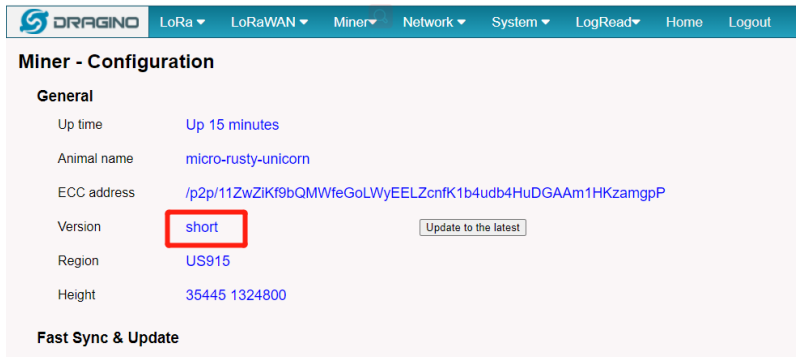 DRAGINO LoRa LoRaWAN Miner Network System LogRead Home Logout
Miner - Configuration
General
Up time Up 15 minutes
Animal name micro-rusty-unicorn
ECC address /p2p/11ZwZiKf9bQMWfeGoLWyEELZcnfK1b4udb4HuDGAAm1HKzamgpP
Version short Update to the latest
Region US915
Height 35445 1324800
Fast Sync & Update